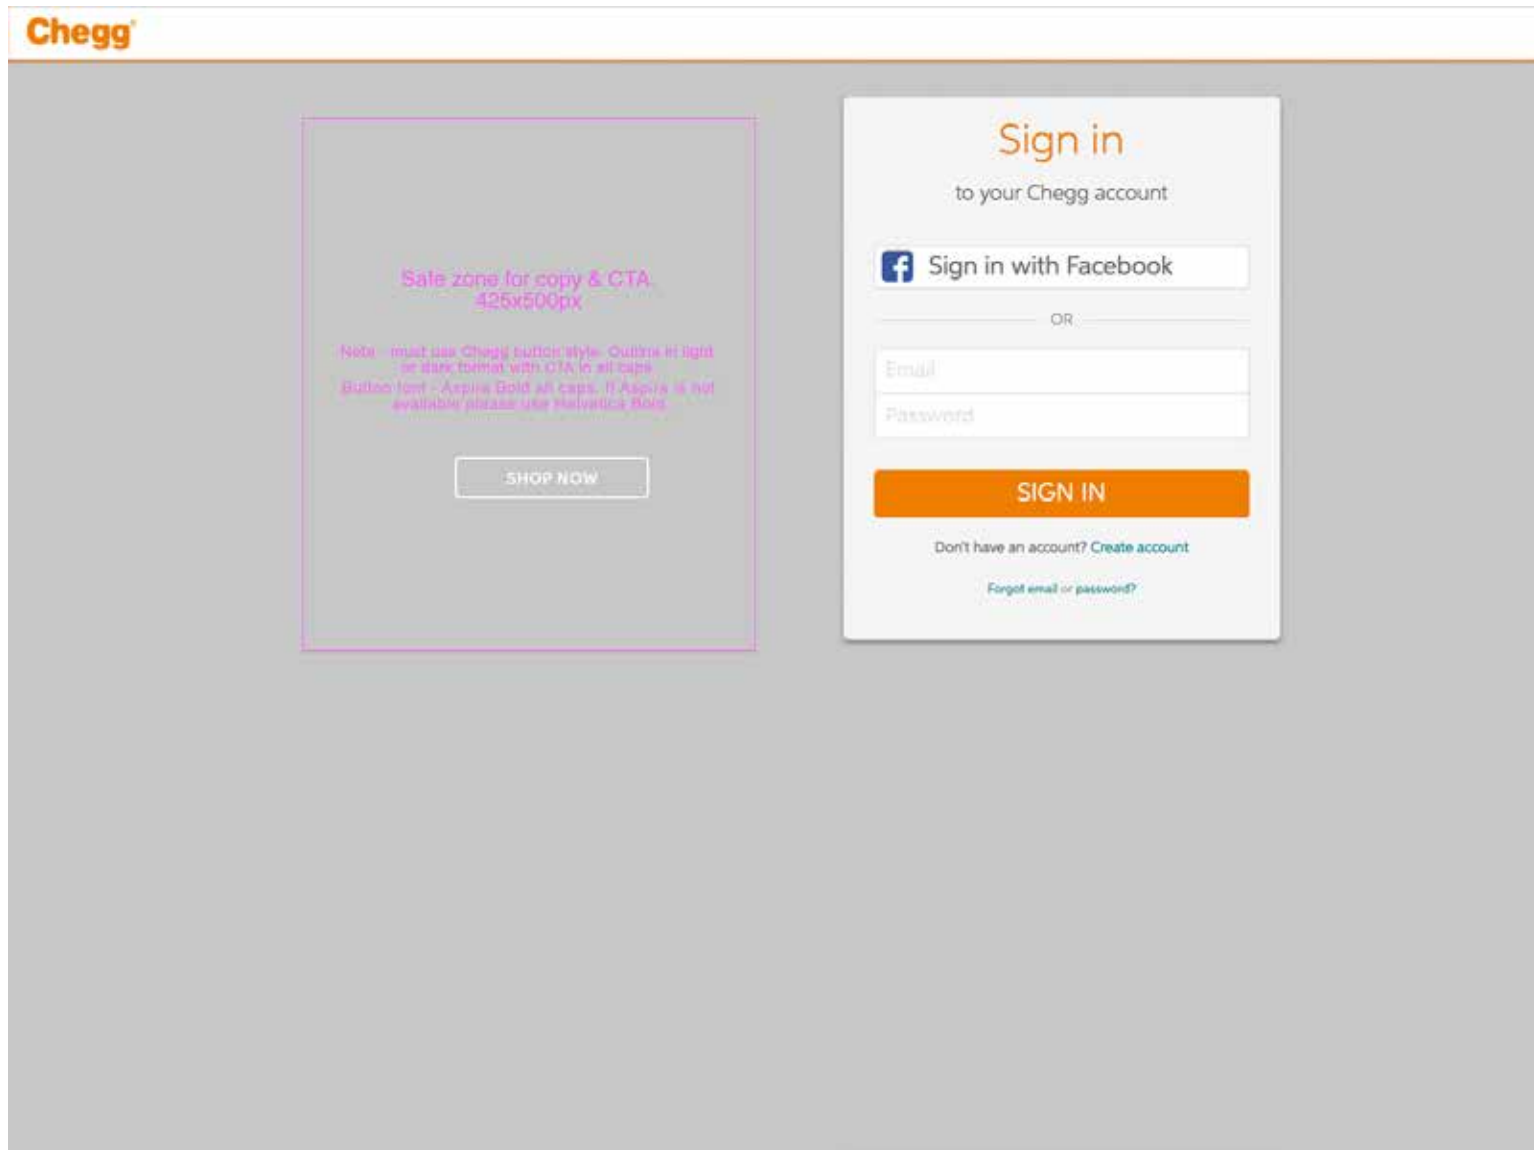 Chegg®
Safe zone for copy & CTA.
425x500px
Note - must use Chegg button style- Outline in light
or dark format with CTA in all caps.
Button font - Aspira Bold all caps. If Aspira is not
available please use Helvetica Bold.
SHOP NOW
Sign in
to your Chegg account
Sign in with Facebook
OR
Email
Password
SIGN IN
Don't have an account? Create account
Forgot email or password?